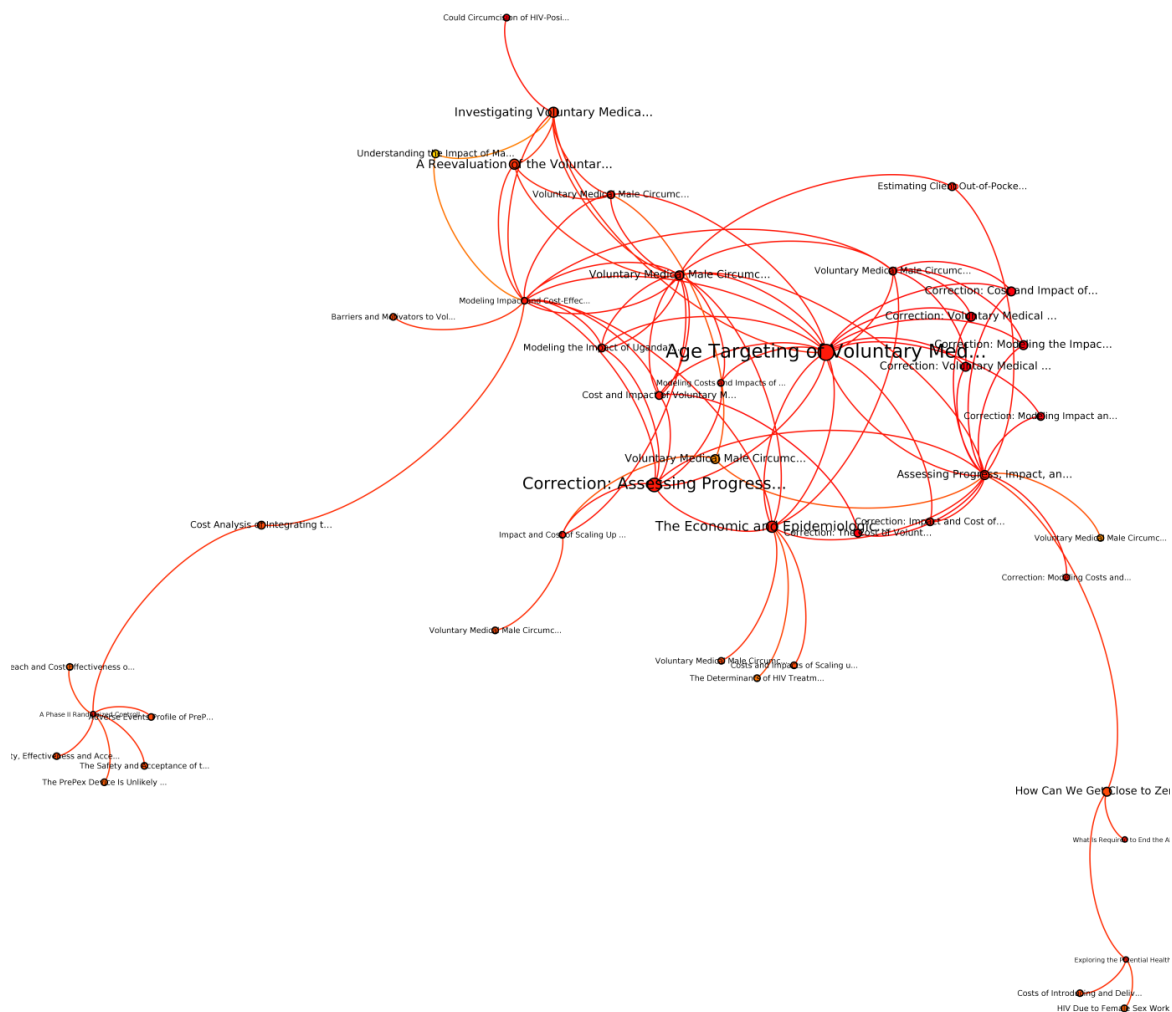 Could Circumcision of HIV-Posi...
Investigating Voluntary Medica...
Understanding the Impact of Ma...
A Reevaluation of the Voluntar...
Estimating Client Out-of-Pocke...
Voluntary Medical Male Circumc...
Voluntary Medical Male Circumc...
Voluntary Medical Male Circumc...
Correction: Cost and Impact of...
Modeling Impact and Cost-Effec...
Barriers and Motivators to Vol...
Correction: Voluntary Medical ...
Modeling the Impact of Uganda'
Age Targeting of Voluntary Med...
Correction: Modeling the Impac...
Correction: Voluntary Medical ...
Modeling Costs and Impacts of ...
Cost and Impact of Voluntary M...
Correction: Modeling Impact an...
Voluntary Medical Male Circumc...
Assessing Progress, Impact, an...
Correction: Assessing Progress...
Cost Analysis of Integrating t...
The Economic and Epidemiologic
Correction: Impact and Cost of...
Correction: The Cost of Volunt...
Impact and Cost of Scaling Up ...
Voluntary Medical Male Circumc...
Correction: Modeling Costs and...
Voluntary Medical Male Circumc...
Voluntary Medical Male Circumc
Costs and Impacts of Scaling u...
each and Cost Effectiveness o...
The Determinants of HIV Treatm...
A Phase II Randomized Controll
Adverse Events Profile of PreP...
ty, Effectiveness and Acce...
The Safety and Acceptance of t...
The PrePex Device Is Unlikely ...
How Can We Get Close to Zer
What Is Required to End the A
Exploring the Potential Health
Costs of Introducing and Deliv...
HIV Due to Female Sex Work